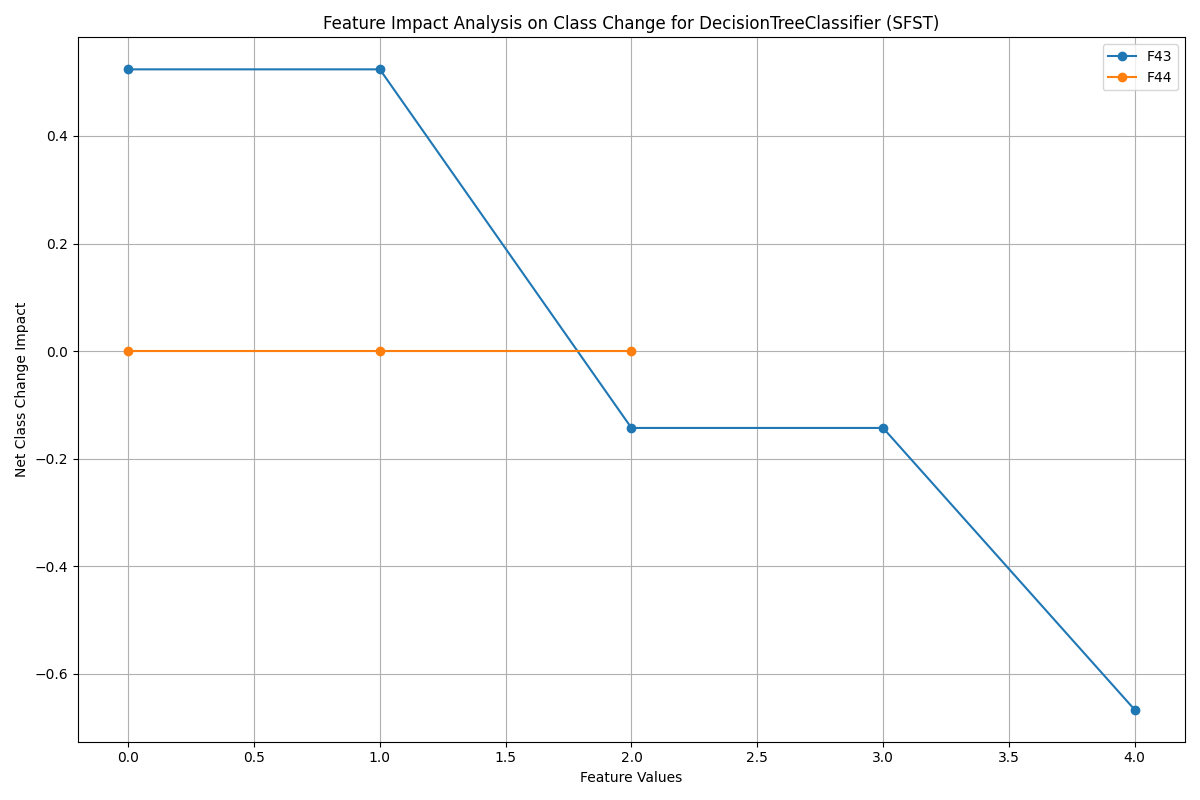 Feature Impact Analysis on Class Change for DecisionTreeClassifier (SFST)
F43
F44
Net Class Change Impact
0.4
0.2
0.0
−0.2
−0.4
−0.6
0.0 0.5 1.0 1.5 2.0 2.5 3.0 3.5 4.0
Feature Values